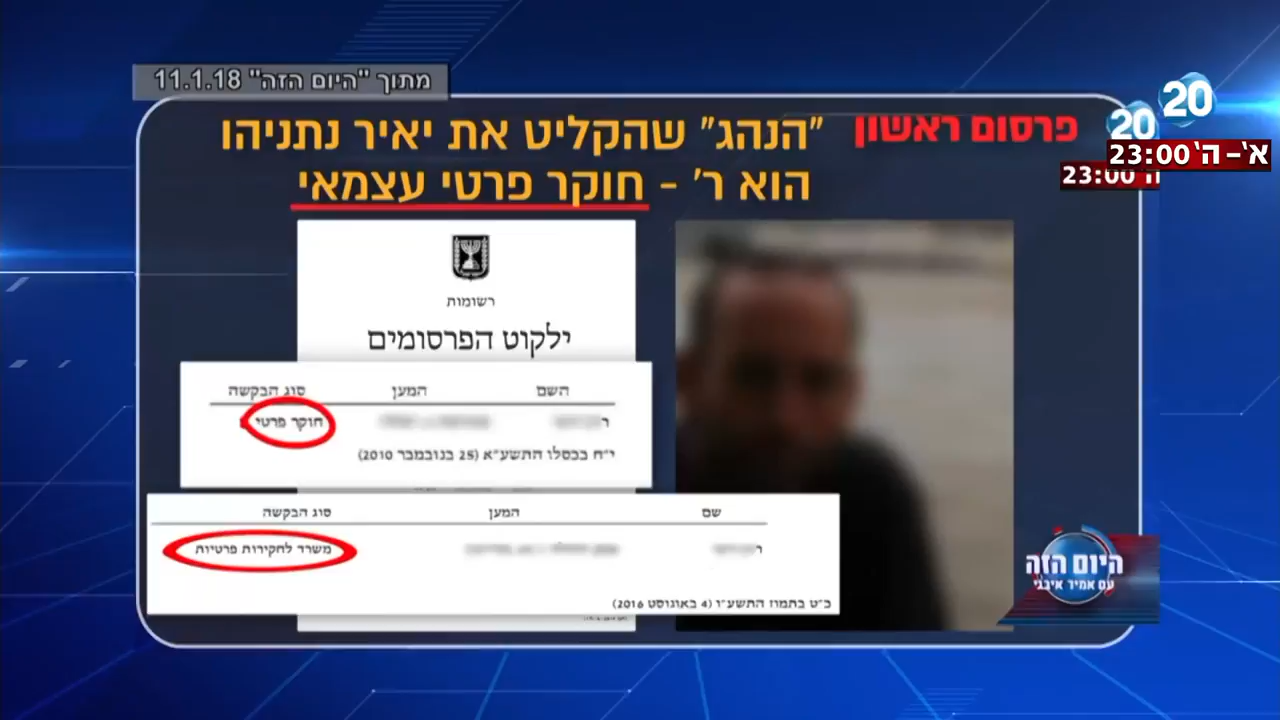 מתוך "היום הזה" 11.1.18
20
20
א'-ה' 23:00
ה' 23:00
פרסום ראשון
"הנהג" שהקליט את יאיר נתניהו
הוא ר' - חוקר פרטי עצמאי
רשומות
ילקוט הפרסומים
השם המען סוג הבקשה
ר חוקר פרטי
י"ח בכסלו התשע"א (25 בנובמבר 2010)
שם המען סוג הבקשה
ר משרד לחקירות פרטיות
כ"ט בתמוז התשע"ו (4 באוגוסט 2016)
היום הזה
עם אמיר איבגי